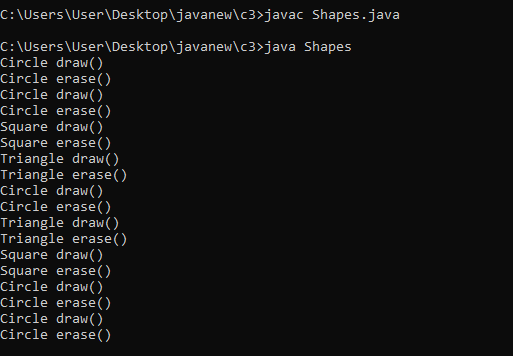 C:\Users\User\Desktop\javanew\c3>javac Shapes.java
C:\Users\User\Desktop\javanew\c3>java Shapes
Circle draw()
Circle erase()
Circle draw()
Circle erase()
Square draw()
Square erase()
Triangle draw()
Triangle erase()
Circle draw()
Circle erase()
Triangle draw()
Triangle erase()
Square draw()
Square erase()
Circle draw()
Circle erase()
Circle draw()
Circle erase()